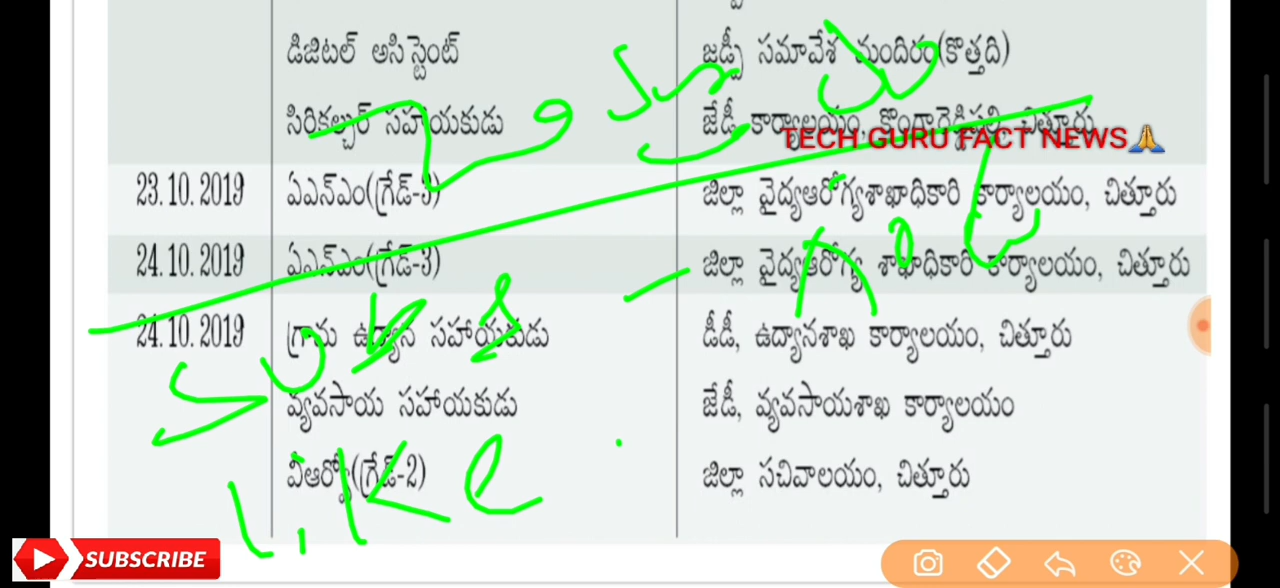 డిజిటల్ అసిస్టెంట్ జడ్పీ సమావేశ మందిరం(కొత్తది)
సిరికల్చర్ సహాయకుడు జేడీ కార్యాలయం, కొంగారెడ్డిపల్లి, చిత్తూరు
TECH GURU FACT NEWS🙏
23.10.2019 ఏఎన్ఎం(గ్రేడ్-3) జిల్లా వైద్యఆరోగ్యశాఖాధికారి కార్యాలయం, చిత్తూరు
24.10.2019 ఏఎన్ఎం(గ్రేడ్-3) జిల్లా వైద్యఆరోగ్య శాఖాధికారి కార్యాలయం, చిత్తూరు
24.10.2019 గ్రామ ఉద్యాన సహాయకుడు డీడీ, ఉద్యానశాఖ కార్యాలయం, చిత్తూరు
వ్యవసాయ సహాయకుడు జేడీ, వ్యవసాయశాఖ కార్యాలయం
వీఆర్వో(గ్రేడ్-2) జిల్లా సచివాలయం, చిత్తూరు
Like
SUBSCRIBE